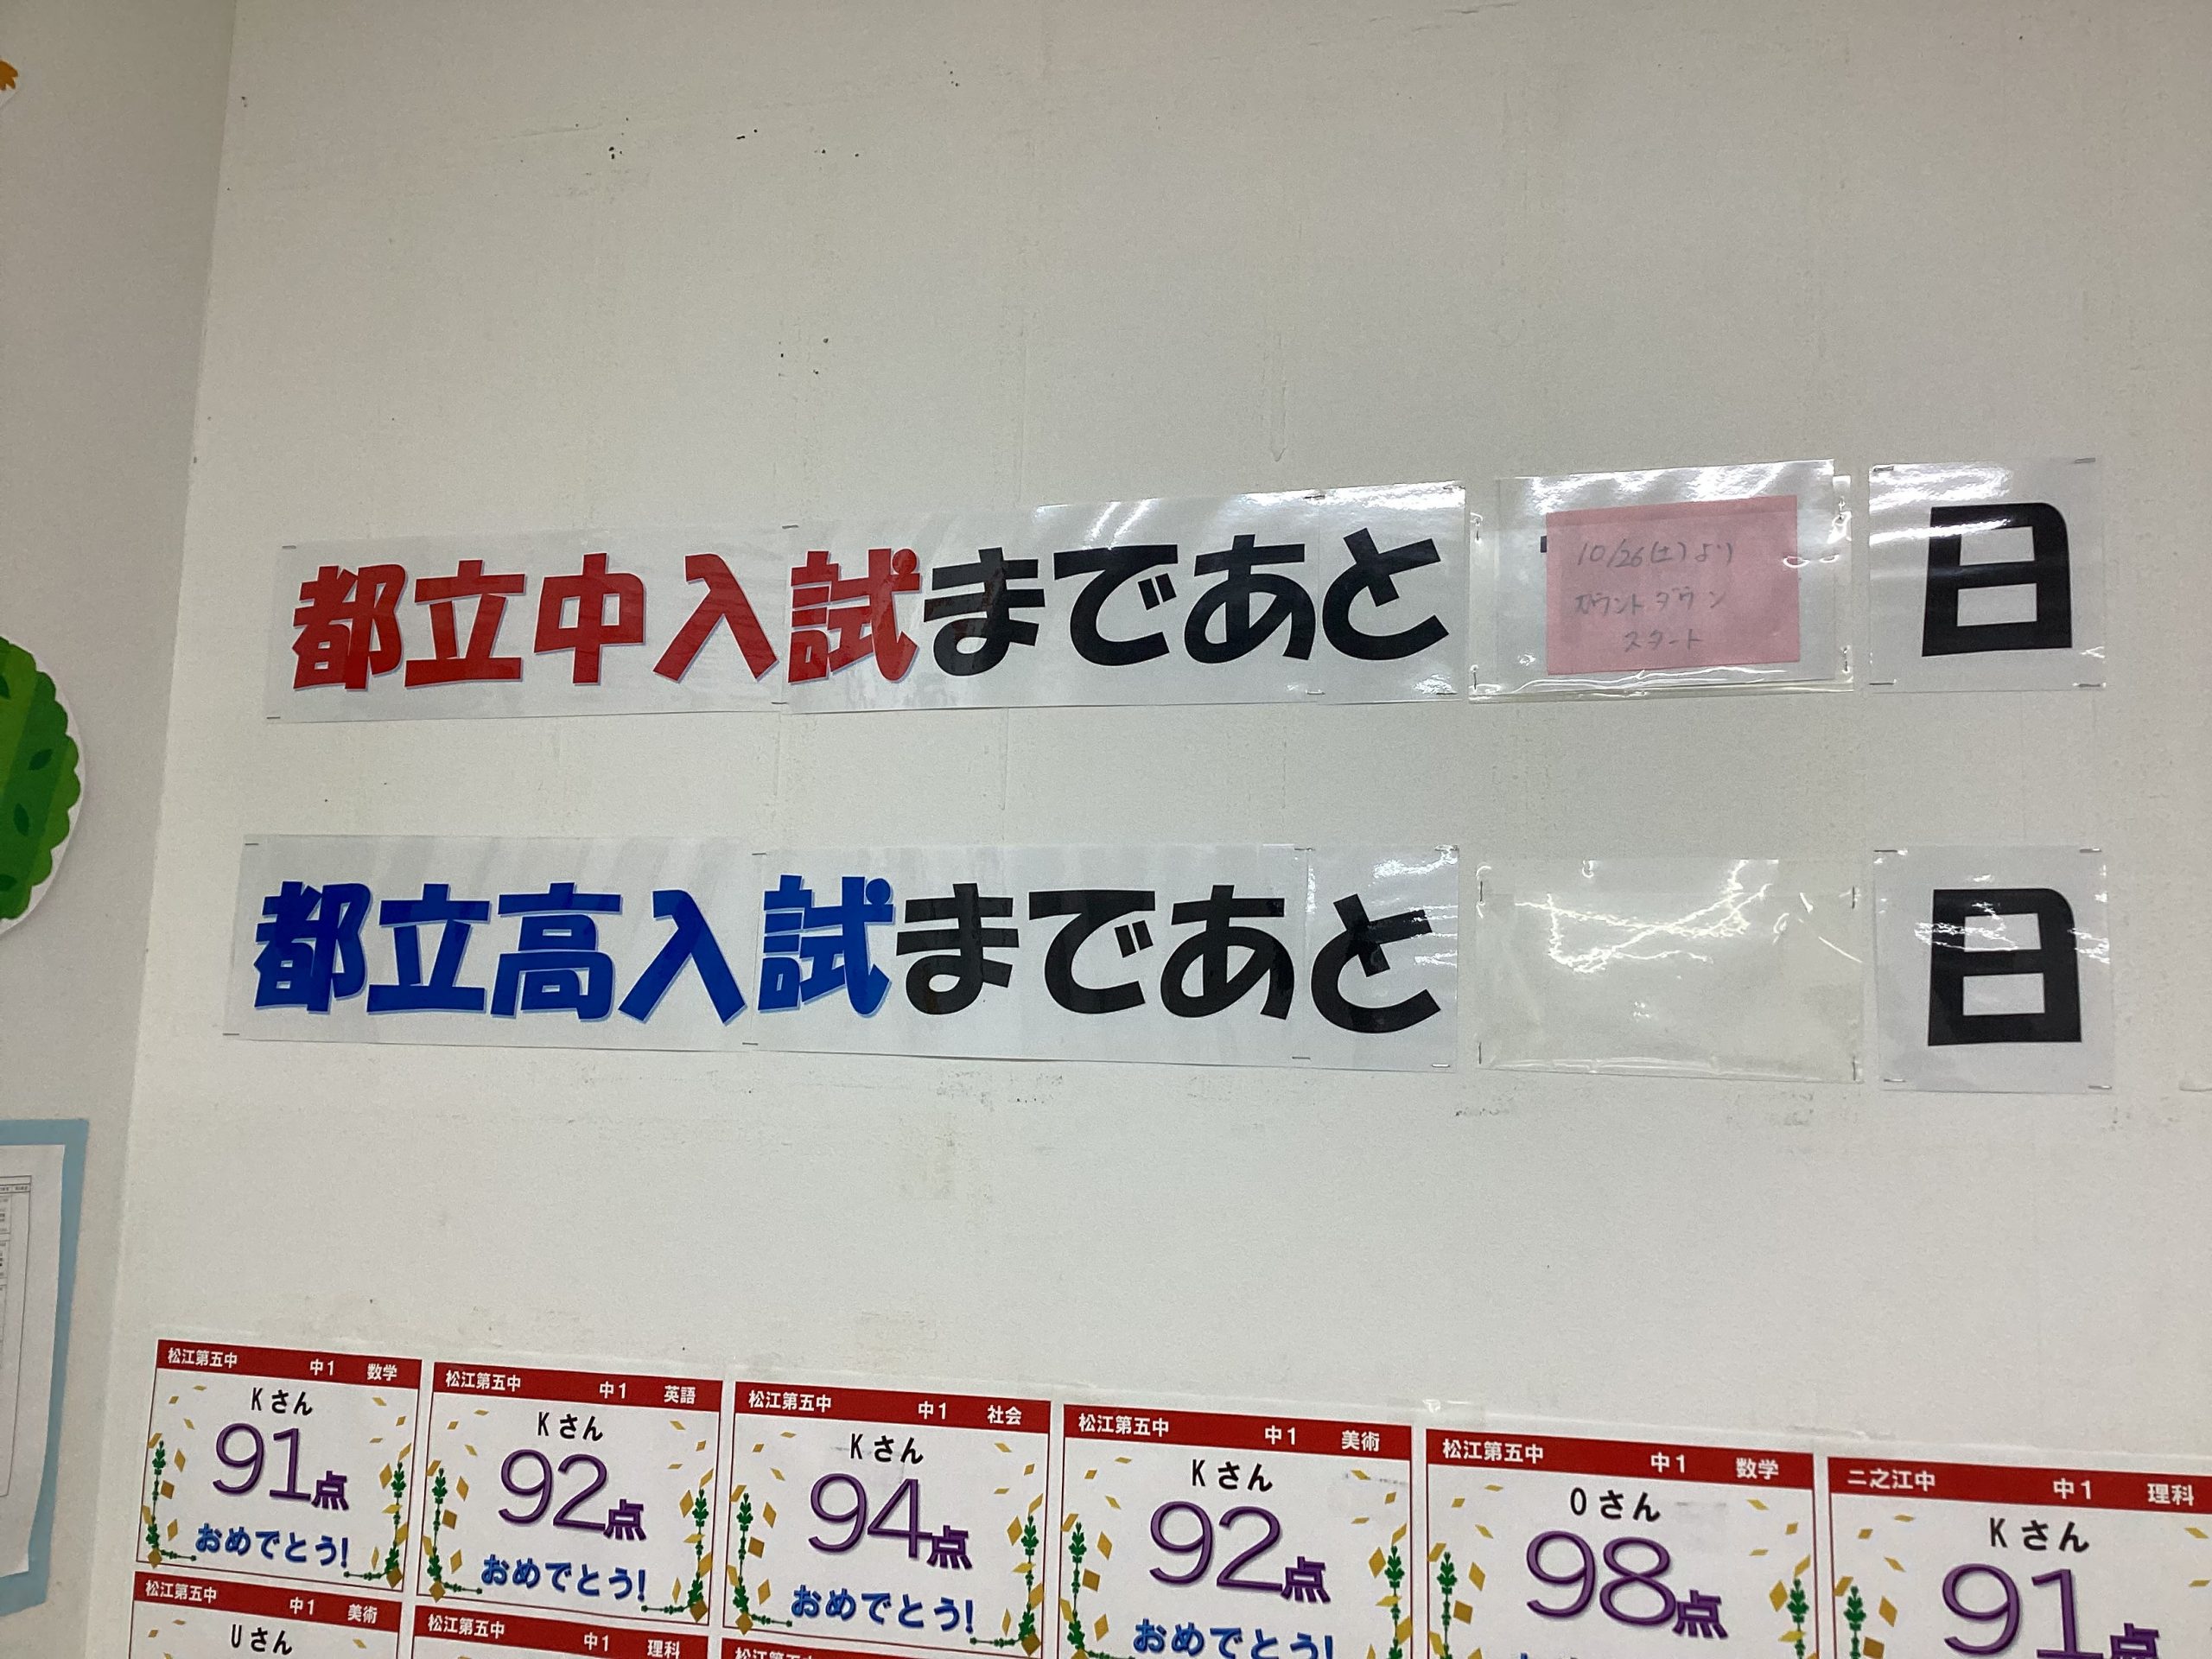 都立中入試まであと
10/26(土)より
カウントダウン
スタート
日
都立高入試まであと
日
松江第五中 中1 数学
Kさん
91点
おめでとう!
松江第五中 中1 英語
Kさん
92点
おめでとう!
松江第五中 中1 社会
Kさん
94点
おめでとう!
松江第五中 中1 美術
Kさん
92点
おめでとう!
松江第五中 中1 数学
Oさん
98点
二之江中 中1 理科
Kさん
91点
松江第五中 中1 美術
Uさん
松江第五中 中1 理科
松江第五中